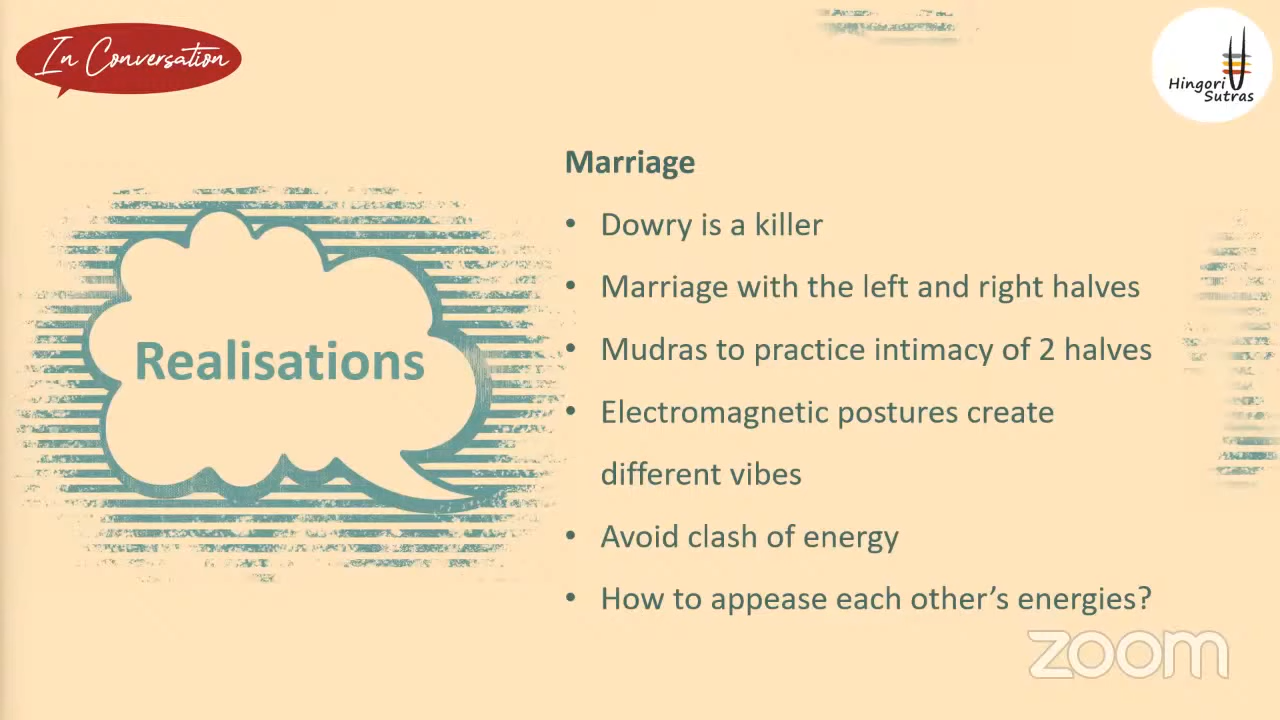 In Conversation
Hingori
Sutras
Marriage
• Dowry is a killer
• Marriage with the left and right halves
Realisations
• Mudras to practice intimacy of 2 halves
• Electromagnetic postures create
different vibes
• Avoid clash of energy
• How to appease each other’s energies?
zoom